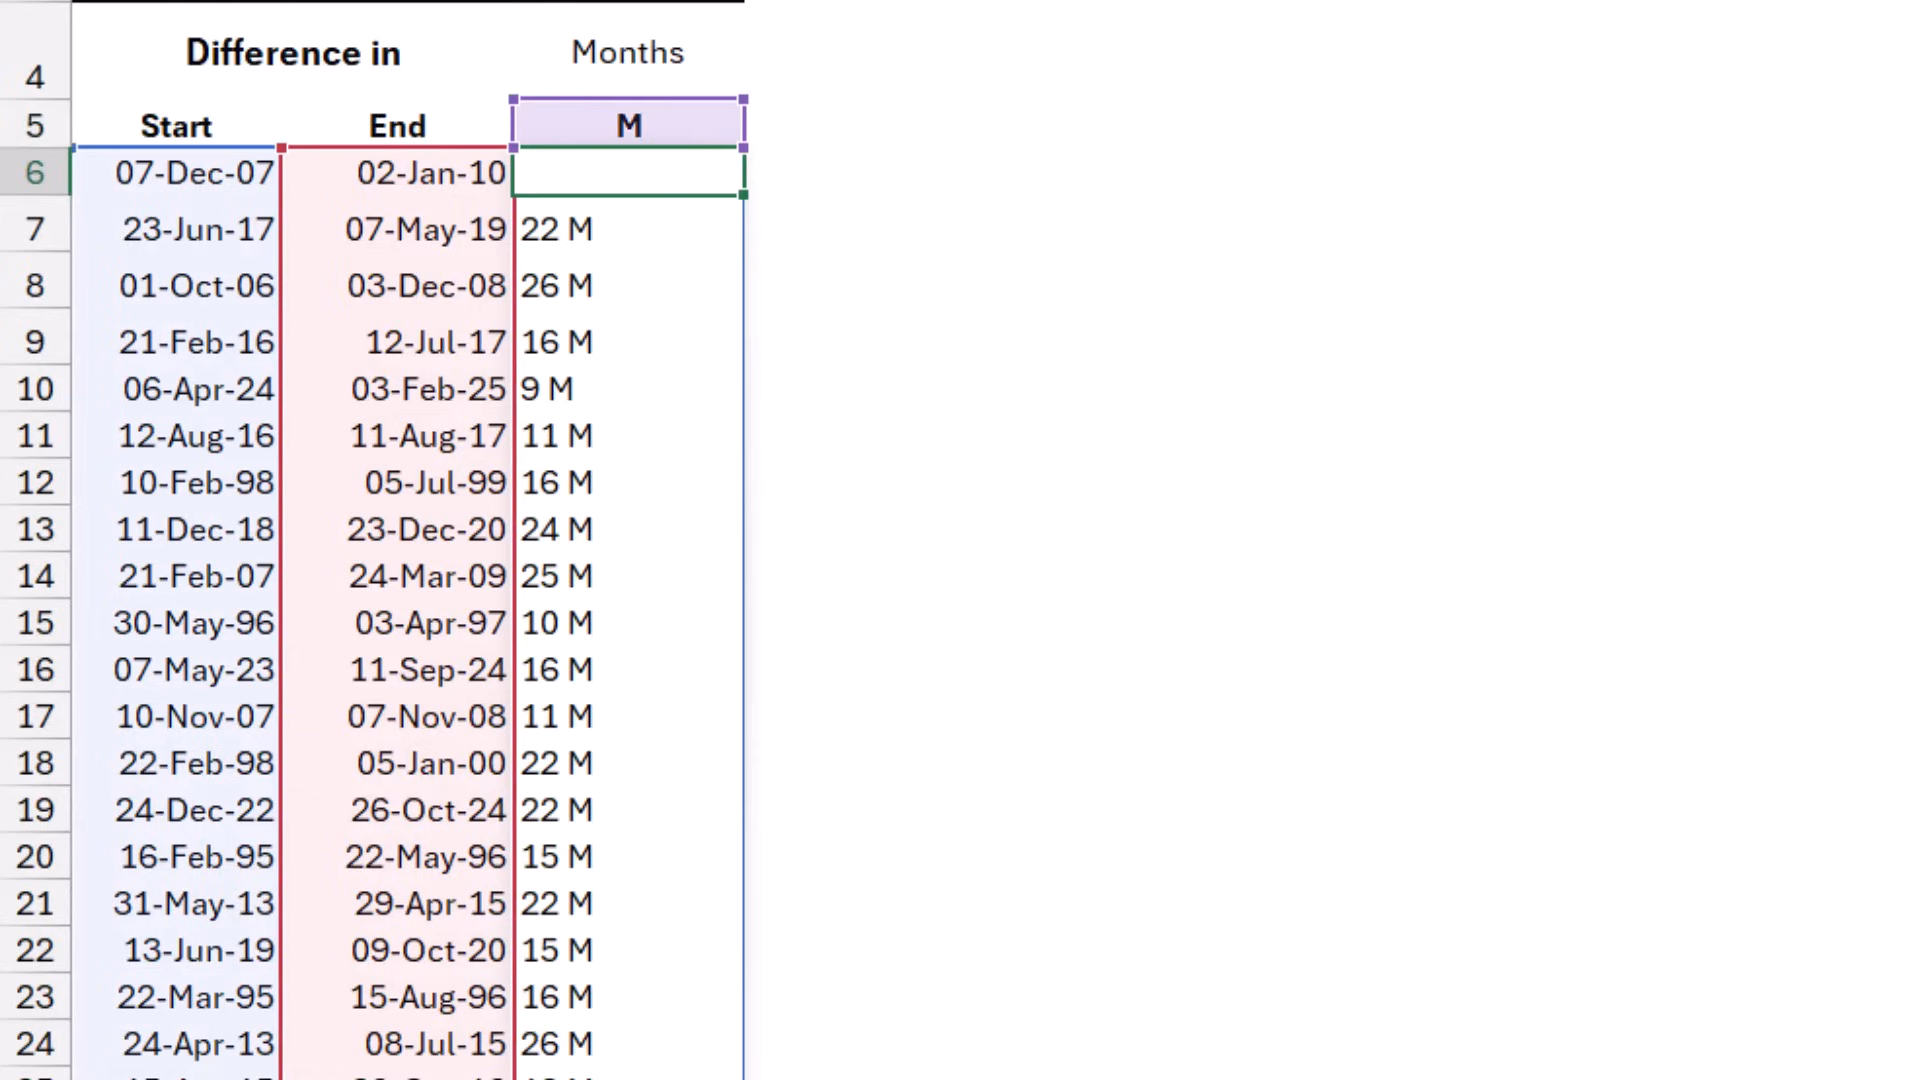 4 Difference in Months
5 Start End M
6 07-Dec-07 02-Jan-10
7 23-Jun-17 07-May-19 22 M
8 01-Oct-06 03-Dec-08 26 M
9 21-Feb-16 12-Jul-17 16 M
10 06-Apr-24 03-Feb-25 9 M
11 12-Aug-16 11-Aug-17 11 M
12 10-Feb-98 05-Jul-99 16 M
13 11-Dec-18 23-Dec-20 24 M
14 21-Feb-07 24-Mar-09 25 M
15 30-May-96 03-Apr-97 10 M
16 07-May-23 11-Sep-24 16 M
17 10-Nov-07 07-Nov-08 11 M
18 22-Feb-98 05-Jan-00 22 M
19 24-Dec-22 26-Oct-24 22 M
20 16-Feb-95 22-May-96 15 M
21 31-May-13 29-Apr-15 22 M
22 13-Jun-19 09-Oct-20 15 M
23 22-Mar-95 15-Aug-96 16 M
24 24-Apr-13 08-Jul-15 26 M